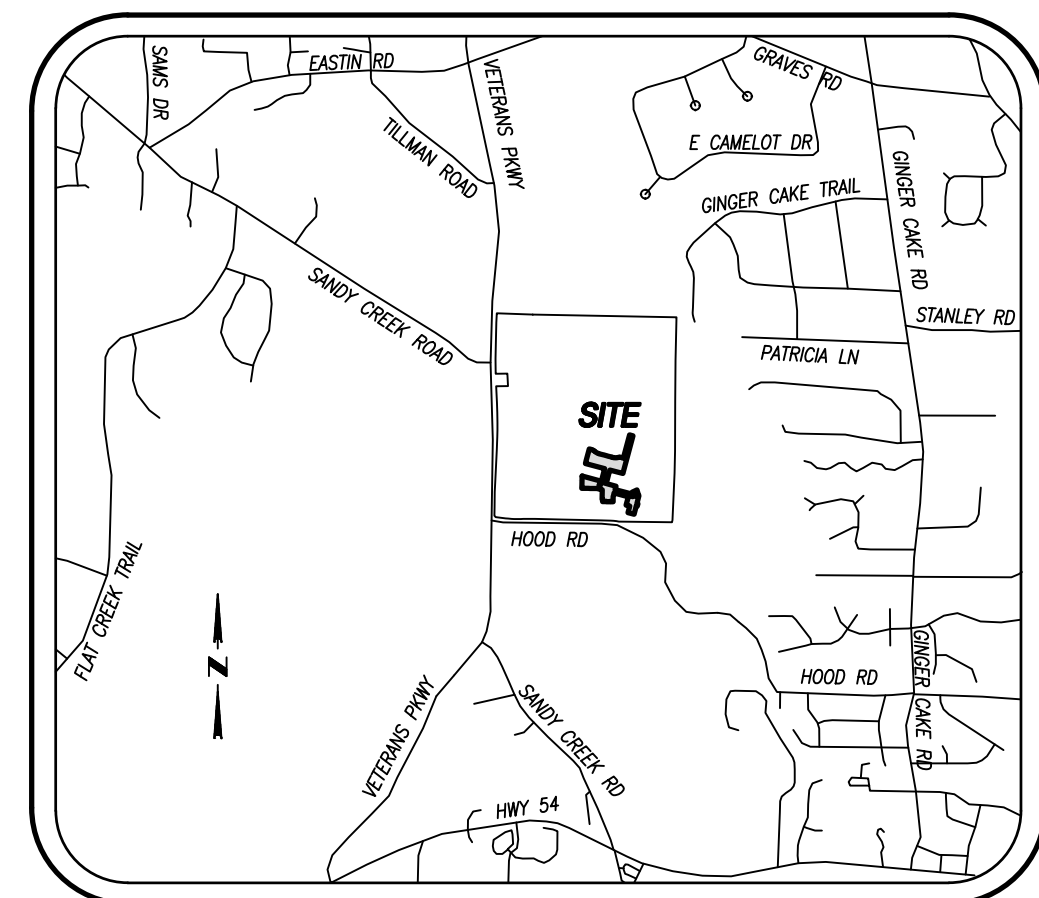 SAMS DR
EASTIN RD
VETERANS PKWY
GRAVES RD
TILLMAN ROAD
E CAMELOT DR
GINGER CAKE TRAIL
GINGER CAKE RD
SANDY CREEK ROAD
STANLEY RD
PATRICIA LN
SITE
HOOD RD
FLAT CREEK TRAIL
N
HOOD RD
GINGER CAKE RD
VETERANS PKWY
SANDY CREEK RD
HWY 54